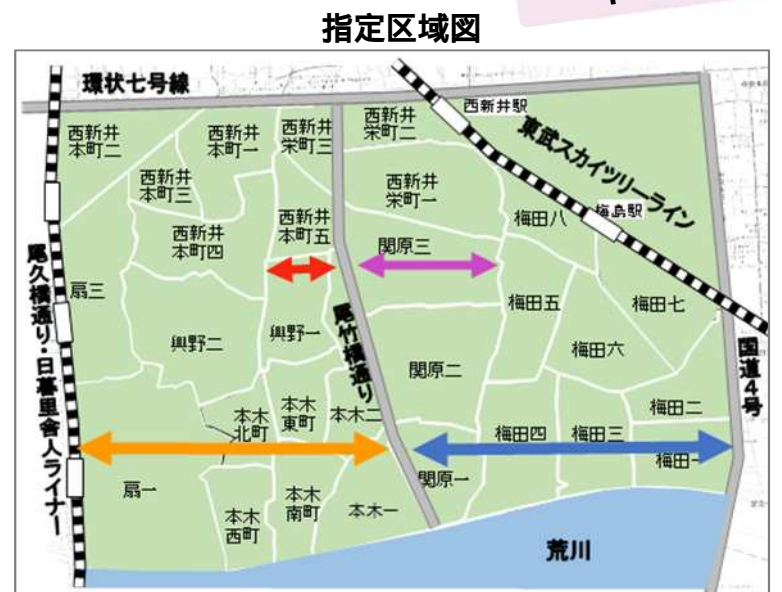 指定区域図
環状七号線
西新井駅
東武スカイツリーライン
梅島駅
西新井
本町二
西新井
本町一
西新井
栄町三
西新井
栄町二
西新井
本町三
西新井
栄町一
西新井
本町四
西新井
本町五
関原三
梅田八
扇三
興野二
興野一
尾竹橋通り
関原二
梅田五
梅田七
梅田六
尾久橋通り・日暮里舎人ライナー
国道4号
本木
北町
本木
東町
本木二
梅田四
梅田三
梅田二
梅田一
扇一
関原一
本木
西町
本木
南町
本木一
荒川